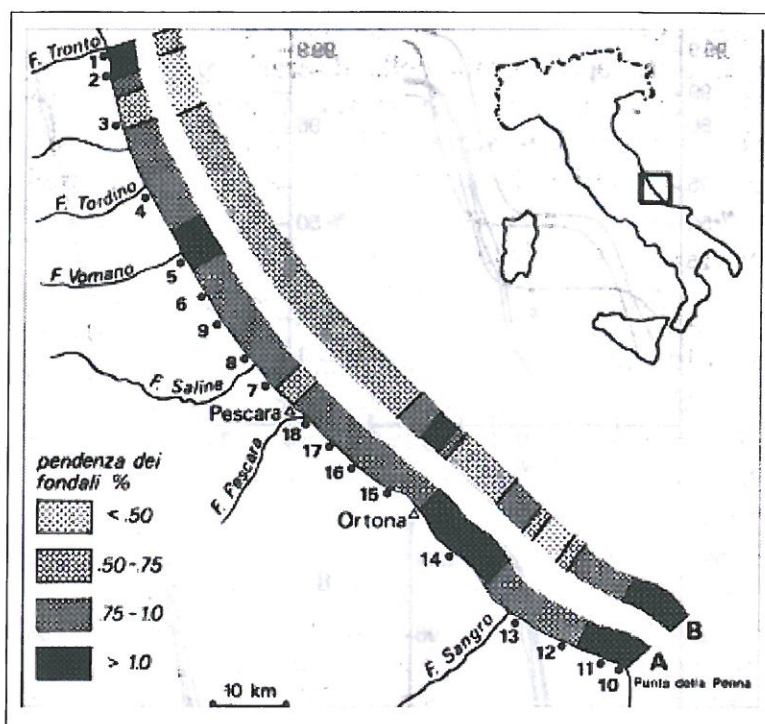 F. Tronto
1
2
3
F. Tordino
4
F. Vomano
5
6
9
8
F. Saline
7
Pescara
18
17
F. Pescara
16
15
Ortona
14
pendenza dei
fondali %
< .50
.50-.75
.75-1.0
> 1.0
13
F. Sangro
12
11
10
A
B
Punta della Penna
10 km